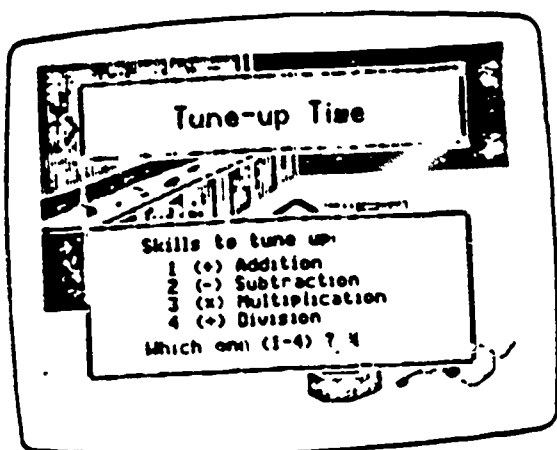 Tune-up Time
Skills to tune up:
1 (+) Addition
2 (-) Subtraction
3 (x) Multiplication
4 (÷) Division
Which one (1-4) ?